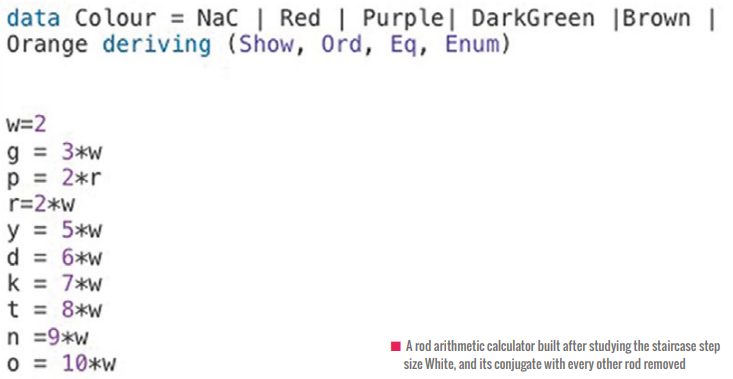 data Colour = NaC | Red | Purple| DarkGreen |Brown |
Orange deriving (Show, Ord, Eq, Enum)
w=2
g = 3*w
p = 2*r
r=2*w
y = 5*w
d = 6*w
k = 7*w
t = 8*w
n =9*w
o = 10*w
A rod arithmetic calculator built after studying the staircase step
size White, and its conjugate with every other rod removed